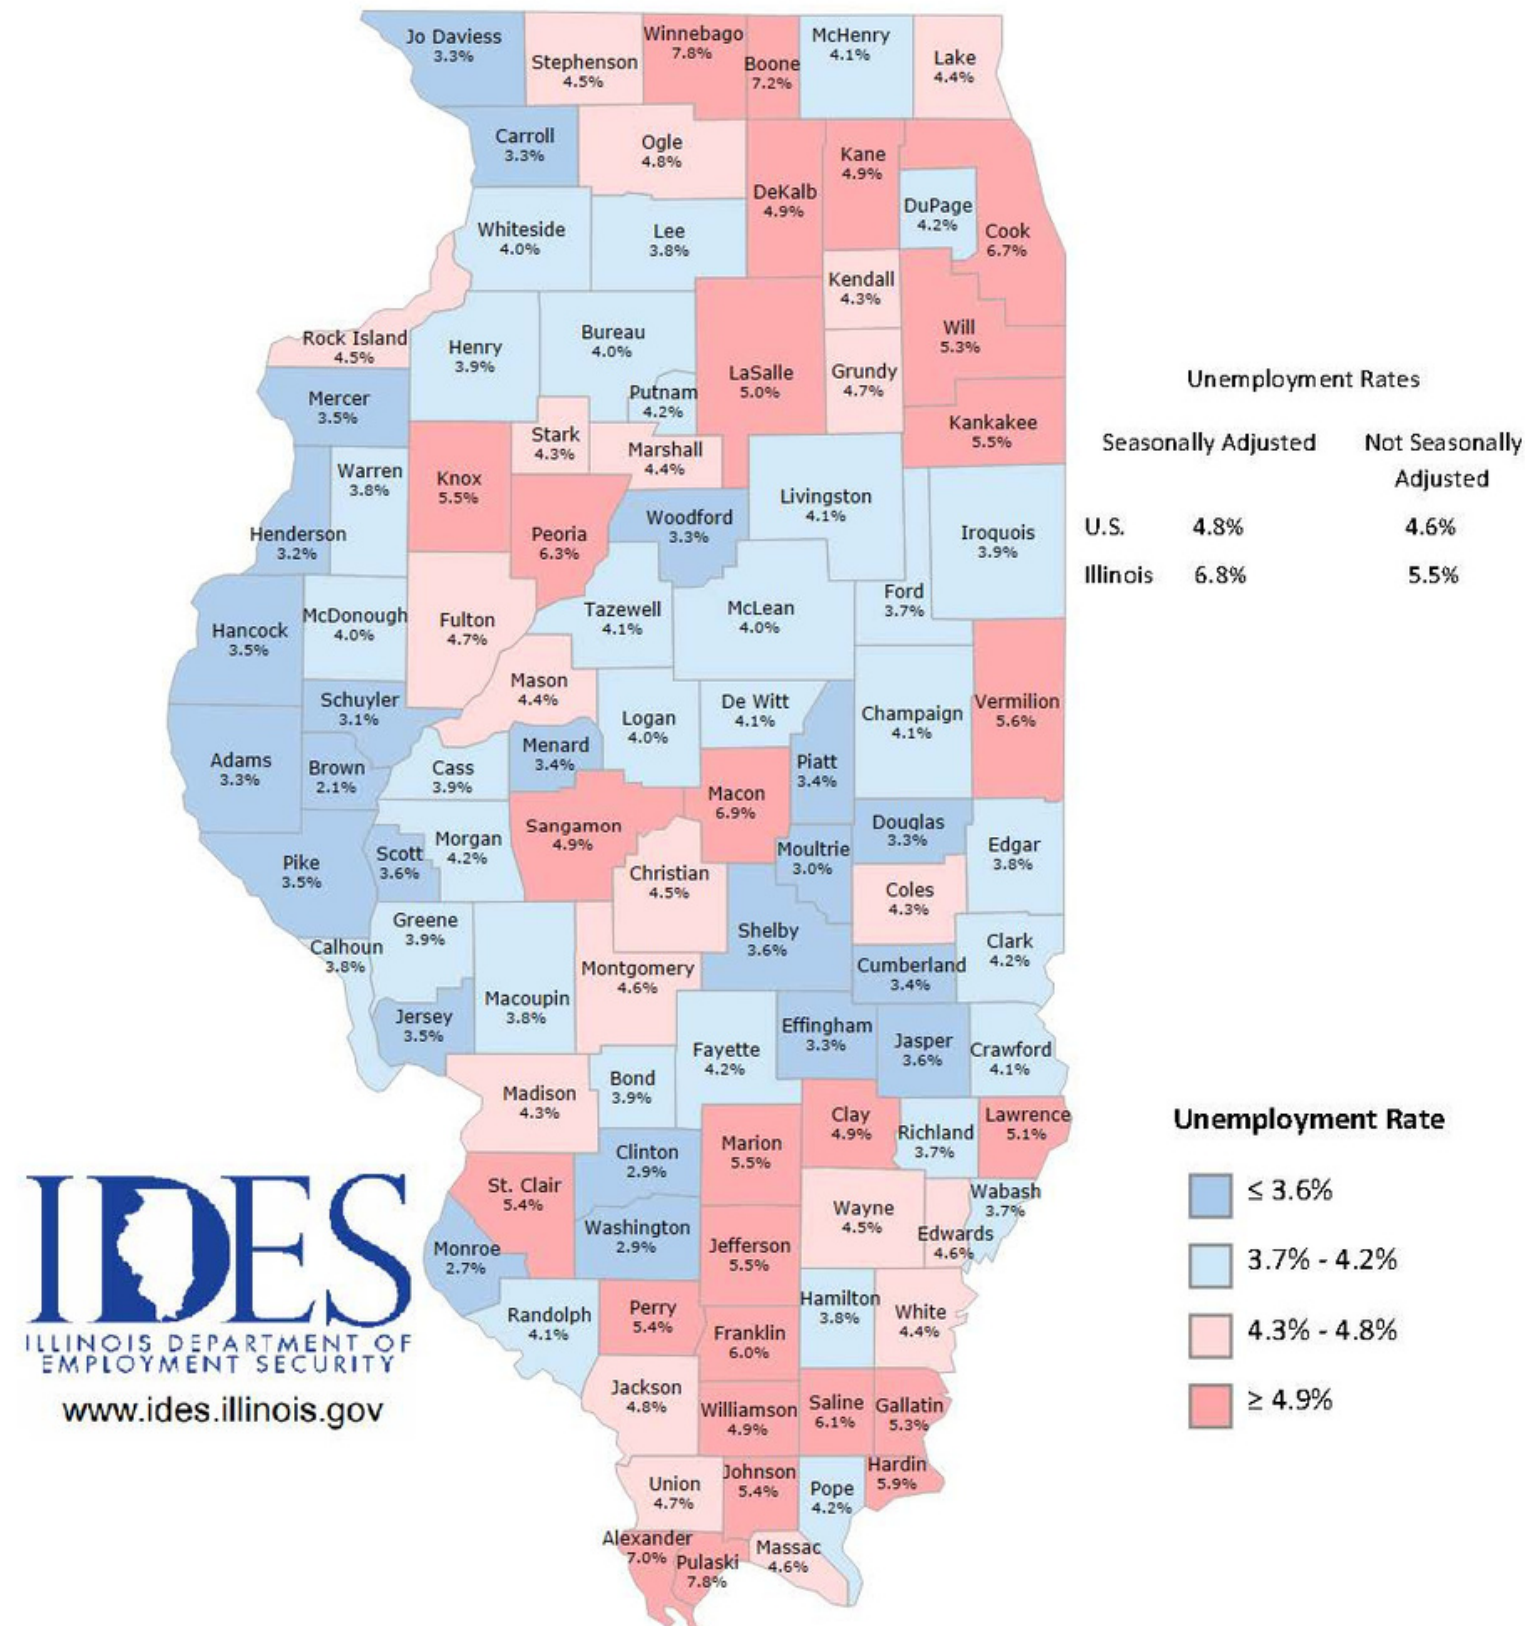 Jo Daviess
3.3%
Stephenson
4.5%
Winnebago
7.8%
Boone
7.2%
McHenry
4.1%
Lake
4.4%
Carroll
3.3%
Ogle
4.8%
DeKalb
4.9%
Kane
4.9%
DuPage
4.2%
Cook
6.7%
Whiteside
4.0%
Lee
3.8%
Kendall
4.3%
Will
5.3%
Rock Island
4.5%
Henry
3.9%
Bureau
4.0%
Putnam
4.2%
LaSalle
5.0%
Grundy
4.7%
Kankakee
5.5%
Mercer
3.5%
Stark
4.3%
Marshall
4.4%
Warren
3.8%
Knox
5.5%
Henderson
3.2%
Peoria
6.3%
Woodford
3.3%
Livingston
4.1%
Iroquois
3.9%
Ford
3.7%
Hancock
3.5%
McDonough
4.0%
Fulton
4.7%
Tazewell
4.1%
McLean
4.0%
Mason
4.4%
Schuyler
3.1%
Logan
4.0%
De Witt
4.1%
Champaign
4.1%
Vermilion
5.6%
Adams
3.3%
Brown
2.1%
Cass
3.9%
Menard
3.4%
Piatt
3.4%
Macon
6.9%
Sangamon
4.9%
Douglas
3.3%
Edgar
3.8%
Pike
3.5%
Scott
3.6%
Morgan
4.2%
Christian
4.5%
Moultrie
3.0%
Coles
4.3%
Greene
3.9%
Calhoun
3.8%
Shelby
3.6%
Cumberland
3.4%
Clark
4.2%
Montgomery
4.6%
Macoupin
3.8%
Jersey
3.5%
Effingham
3.3%
Jasper
3.6%
Crawford
4.1%
Fayette
4.2%
Bond
3.9%
Madison
4.3%
Clay
4.9%
Richland
3.7%
Lawrence
5.1%
Marion
5.5%
Clinton
2.9%
St. Clair
5.4%
Wayne
4.5%
Edwards
4.6%
Wabash
3.7%
Washington
2.9%
Jefferson
5.5%
Monroe
2.7%
Randolph
4.1%
Perry
5.4%
Franklin
6.0%
Hamilton
3.8%
White
4.4%
Jackson
4.8%
Williamson
4.9%
Saline
6.1%
Gallatin
5.3%
Union
4.7%
Johnson
5.4%
Pope
4.2%
Hardin
5.9%
Alexander
7.0%
Pulaski
7.8%
Massac
4.6%
Unemployment Rates
Seasonally Adjusted Not Seasonally
Adjusted
U.S. 4.8% 4.6%
Illinois 6.8% 5.5%
Unemployment Rate
≤ 3.6%
3.7% - 4.2%
4.3% - 4.8%
≥ 4.9%
IDES
ILLINOIS DEPARTMENT OF
EMPLOYMENT SECURITY
www.ides.illinois.gov